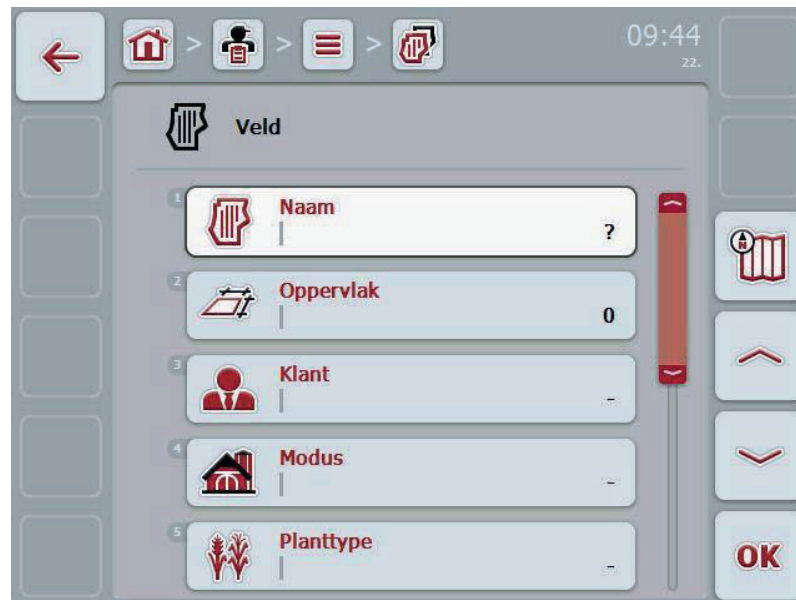 09:44
22.
Veld
1
Naam
?
2
Oppervlak
0
3
Klant
-
4
Modus
-
5
Planttype
-
N
OK